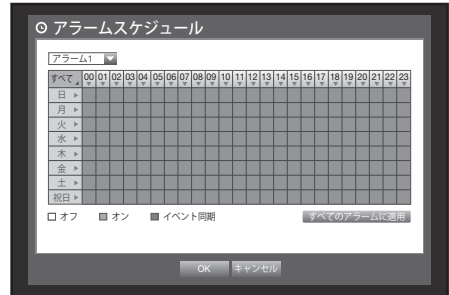 アラームスケジュール
アラーム1
すべて 00 01 02 03 04 05 06 07 08 09 10 11 12 13 14 15 16 17 18 19 20 21 22 23
日
月
火
水
木
金
土
祝日
オフ オン イベント同期 すべてのアラームに適用
OK キャンセル